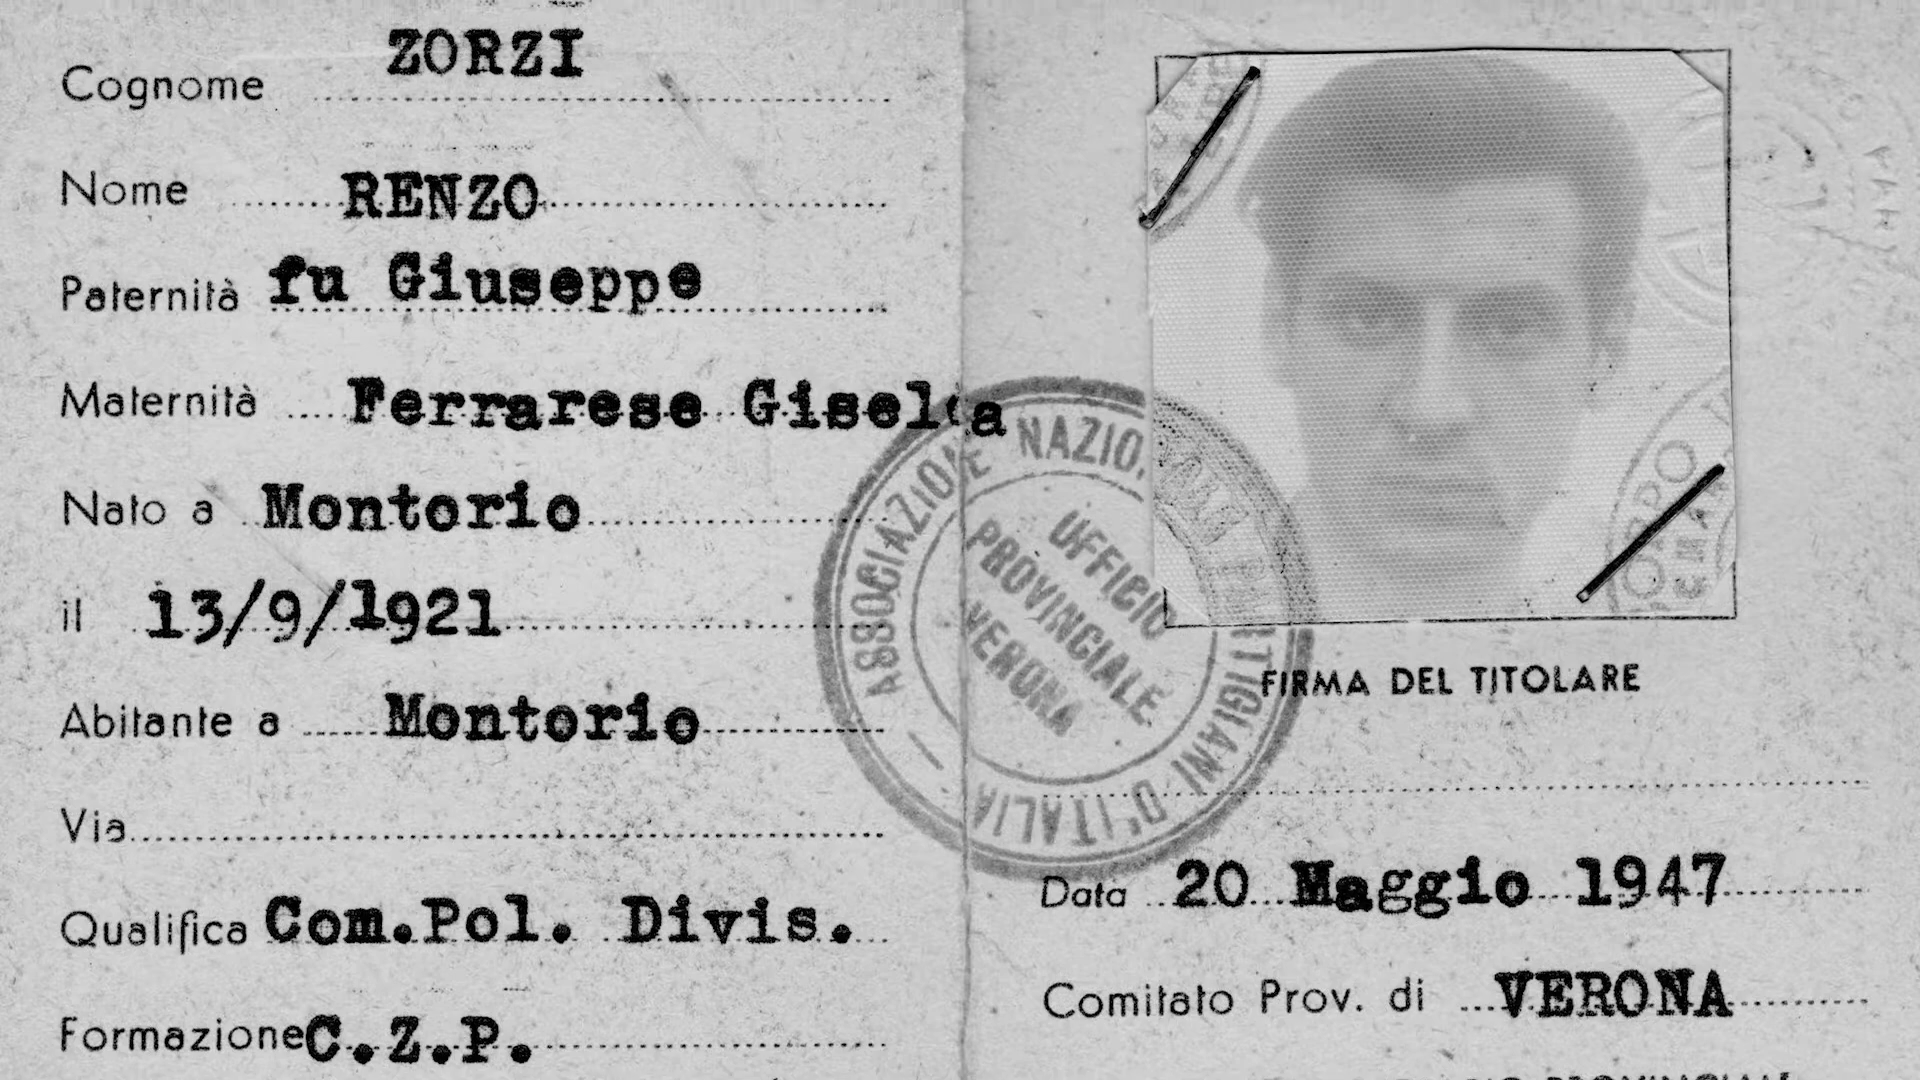 Cognome ZORZI
Nome RENZO
Paternità fu Giuseppe
Maternità Ferrarese Gisella
Nato a Montorio
il 13/9/1921
Abitante a Montorio
Via
Qualifica Com.Pol. Divis.
Formazione C.Z.P.
ASSOCIAZIONE NAZIONALE PARTIGIANI D'ITALIA
UFFICIO
PROVINCIALE
VERONA
FIRMA DEL TITOLARE
Data 20 Maggio 1947
Comitato Prov. di VERONA